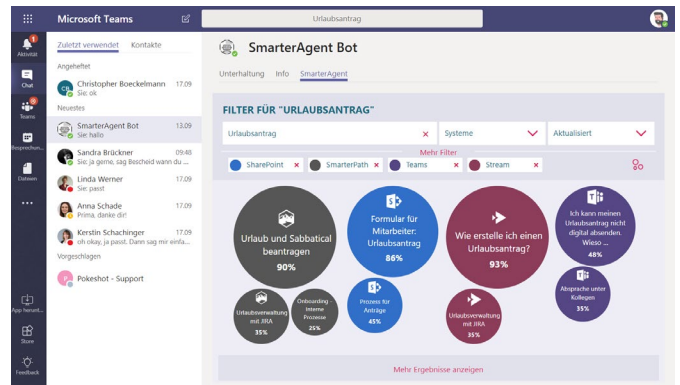 Microsoft Teams
Urlaubsantrag
1
Aktivität
Chat
8
Teams
Besprechun...
Dateien
App herunt...
Store
Feedback
Zuletzt verwendet Kontakte
Angeheftet
CB
Christopher Boeckelmann 17.09
Sie: ok
Neuestes
SmarterAgent Bot 13.09
Sie: hallo
Sandra Brückner 09:48
Sie: ja gerne, sag Bescheid wann du ...
Linda Werner 17.09
Sie: passt
Anna Schade 17.09
Prima, danke dir!
Kerstin Schachinger 17.09
oh okay, ja passt. Dann sag mir einfa...
Vorgeschlagen
P
Pokeshot - Support
SmarterAgent Bot
Unterhaltung Info SmarterAgent
FILTER FÜR "URLAUBSANTRAG"
Urlaubsantrag × Systeme Aktualisiert
Mehr Filter
SharePoint × SmarterPath × Teams × Stream ×
Urlaub und Sabbatical
beantragen
90%
Formular für
Mitarbeiter:
Urlaubsantrag
86%
Wie erstelle ich einen
Urlaubsantrag?
93%
Ich kann meinen
Urlaubsantrag nicht
digital absenden.
Wieso ...
48%
Urlaubsverwaltung
mit JIRA
35%
Onboarding -
Interne
Prozesse
25%
Prozess für
Anträge
45%
Urlaubsverwaltung
mit JIRA
35%
Absprache unter
Kollegen
35%
Mehr Ergebnisse anzeigen